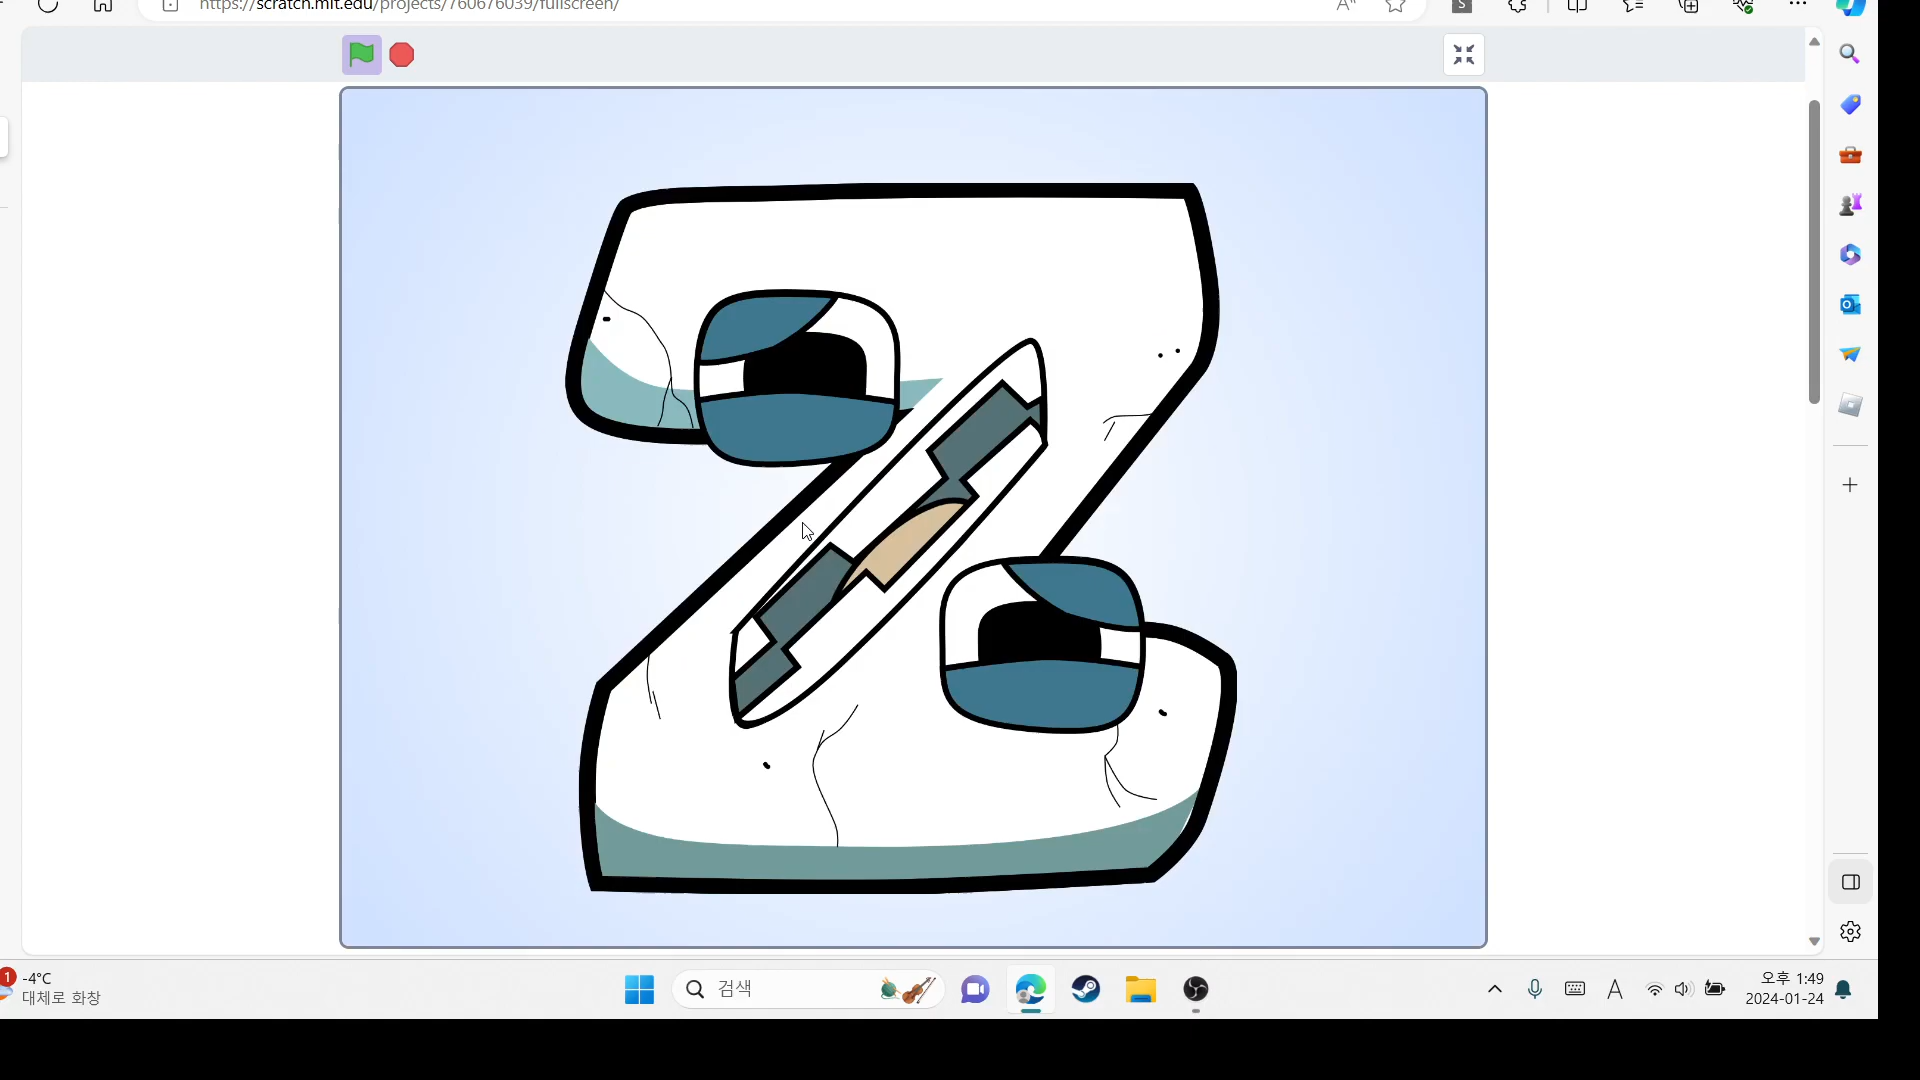 https://scratch.mit.edu/projects/760676039/fullscreen/
Z
1
-4°C
대체로 화창
검색
A
오후 1:49
2024-01-24